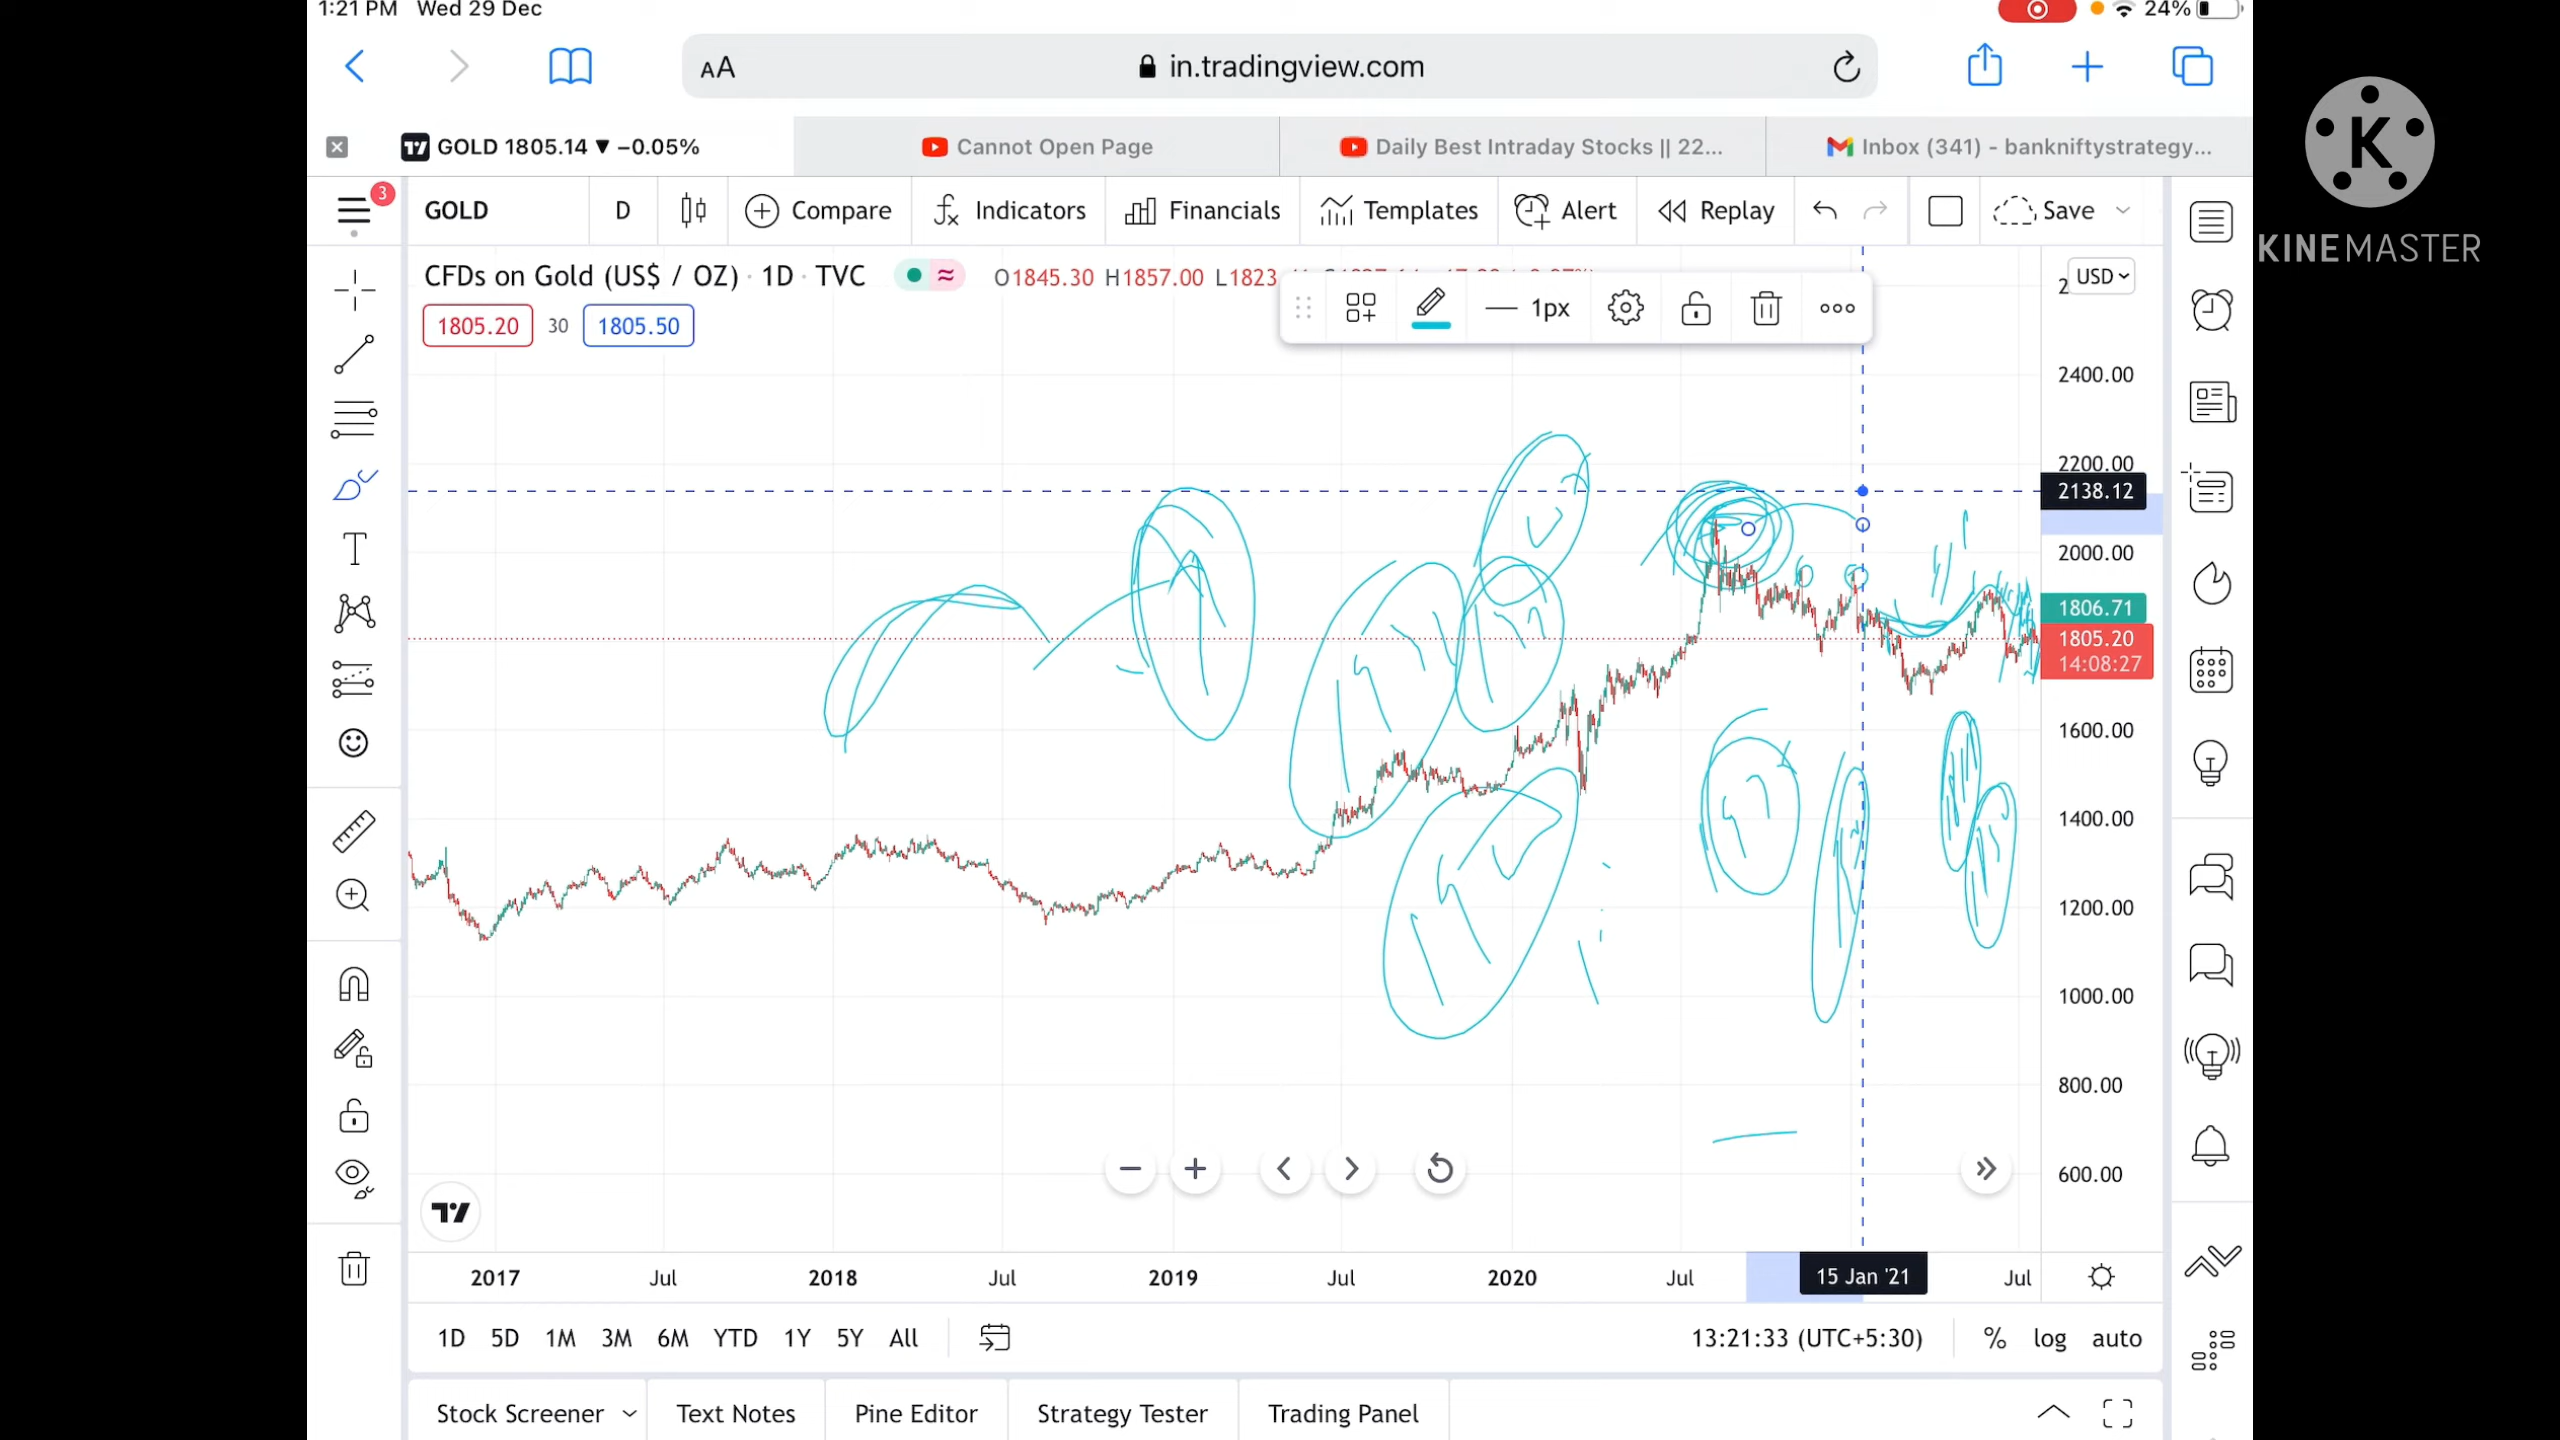 1:21 PM Wed 29 Dec 24%
AA in.tradingview.com
GOLD 1805.14 ▼ −0.05%
Cannot Open Page
Daily Best Intraday Stocks || 22...
Inbox (341) - bankniftystrategy...
K
KINEMASTER
3
GOLD D Compare Indicators Financials Templates Alert Replay Save
CFDs on Gold (US$ / OZ) · 1D · TVC O1845.30 H1857.00 L1823
USD
1805.20 30 1805.50
1px
2400.00
2200.00
2138.12
2000.00
1806.71
1805.20
14:08:27
1600.00
1400.00
1200.00
1000.00
800.00
600.00
2017 Jul 2018 Jul 2019 Jul 2020 Jul 15 Jan '21 Jul
1D 5D 1M 3M 6M YTD 1Y 5Y All 13:21:33 (UTC+5:30) % log auto
Stock Screener Text Notes Pine Editor Strategy Tester Trading Panel